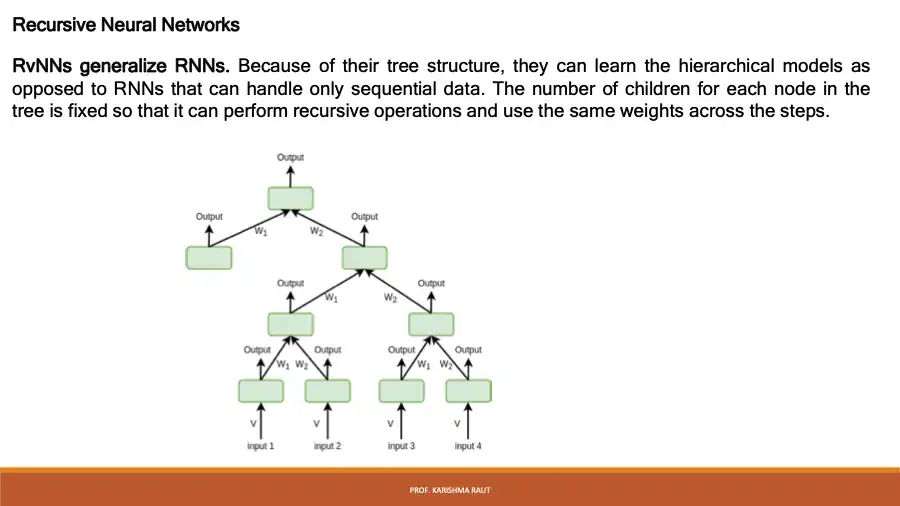 Recursive Neural Networks
RvNNs generalize RNNs. Because of their tree structure, they can learn the hierarchical models as
opposed to RNNs that can handle only sequential data. The number of children for each node in the
tree is fixed so that it can perform recursive operations and use the same weights across the steps.
Output
Output Output
W1 W2
Output Output
W1 W2
Output Output Output Output
W1 W2 W1 W2
V V V V
input 1 input 2 input 3 input 4
PROF. KARISHMA RAUT